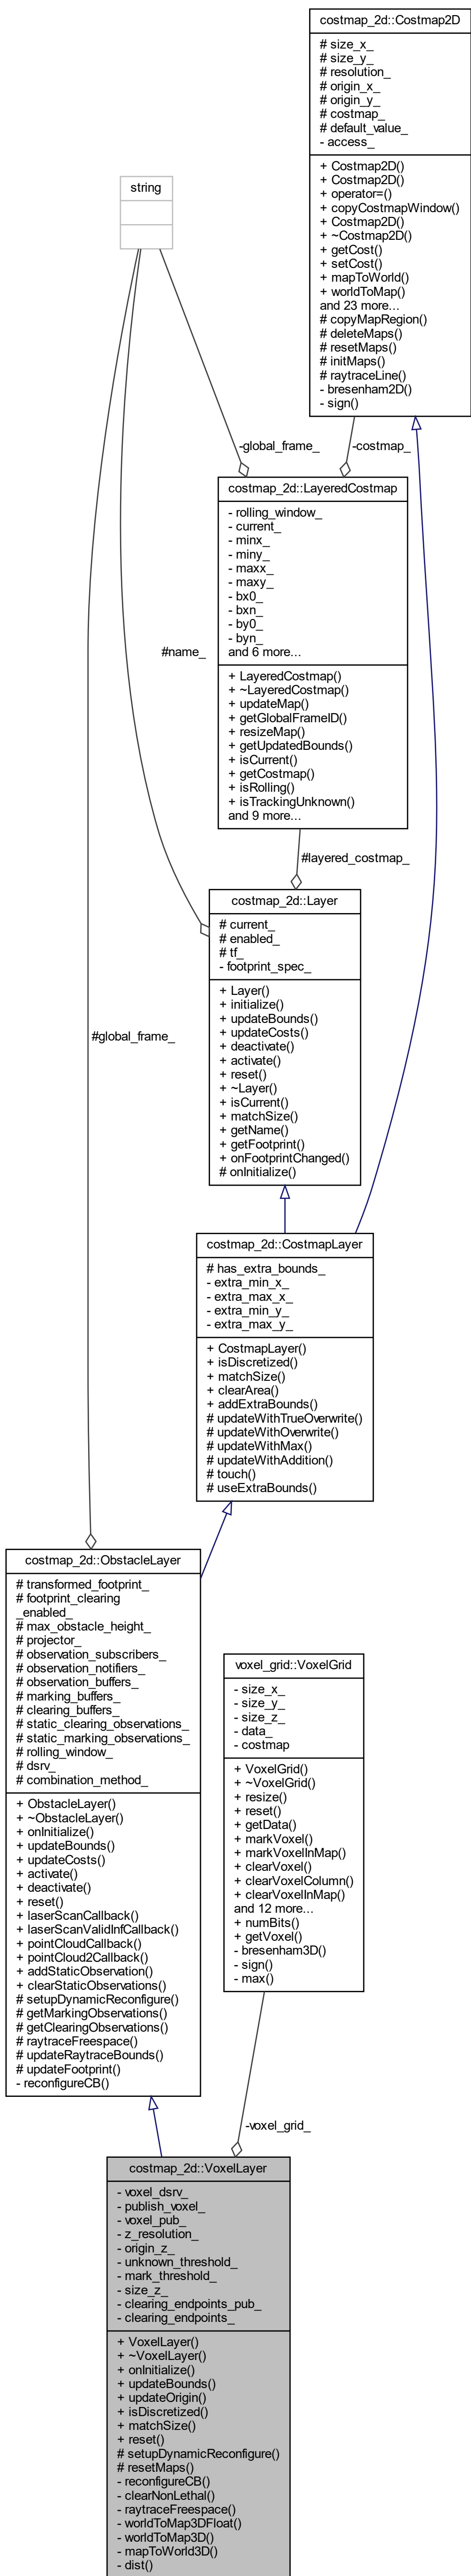 costmap_2d::Costmap2D
# size_x_
# size_y_
# resolution_
# origin_x_
# origin_y_
# costmap_
# default_value_
- access_
+ Costmap2D()
+ Costmap2D()
+ operator=()
+ copyCostmapWindow()
+ Costmap2D()
+ ~Costmap2D()
+ getCost()
+ setCost()
+ mapToWorld()
+ worldToMap()
and 23 more...
# copyMapRegion()
# deleteMaps()
# resetMaps()
# initMaps()
# raytraceLine()
- bresenham2D()
- sign()
string
-global_frame_
-costmap_
costmap_2d::LayeredCostmap
- rolling_window_
- current_
- minx_
- miny_
- maxx_
- maxy_
- bx0_
- bxn_
- by0_
- byn_
and 6 more...
+ LayeredCostmap()
+ ~LayeredCostmap()
+ updateMap()
+ getGlobalFrameID()
+ resizeMap()
+ getUpdatedBounds()
+ isCurrent()
+ getCostmap()
+ isRolling()
+ isTrackingUnknown()
and 9 more...
#name_
#layered_costmap_
costmap_2d::Layer
# current_
# enabled_
# tf_
- footprint_spec_
+ Layer()
+ initialize()
+ updateBounds()
+ updateCosts()
+ deactivate()
+ activate()
+ reset()
+ ~Layer()
+ isCurrent()
+ matchSize()
+ getName()
+ getFootprint()
+ onFootprintChanged()
# onInitialize()
#global_frame_
costmap_2d::CostmapLayer
# has_extra_bounds_
- extra_min_x_
- extra_max_x_
- extra_min_y_
- extra_max_y_
+ CostmapLayer()
+ isDiscretized()
+ matchSize()
+ clearArea()
+ addExtraBounds()
# updateWithTrueOverwrite()
# updateWithOverwrite()
# updateWithMax()
# updateWithAddition()
# touch()
# useExtraBounds()
costmap_2d::ObstacleLayer
# transformed_footprint_
# footprint_clearing
_enabled_
# max_obstacle_height_
# projector_
# observation_subscribers_
# observation_notifiers_
# observation_buffers_
# marking_buffers_
# clearing_buffers_
# static_clearing_observations_
# static_marking_observations_
# rolling_window_
# dsrv_
# combination_method_
+ ObstacleLayer()
+ ~ObstacleLayer()
+ onInitialize()
+ updateBounds()
+ updateCosts()
+ activate()
+ deactivate()
+ reset()
+ laserScanCallback()
+ laserScanValidInfCallback()
+ pointCloudCallback()
+ pointCloud2Callback()
+ addStaticObservation()
+ clearStaticObservations()
# setupDynamicReconfigure()
# getMarkingObservations()
# getClearingObservations()
# raytraceFreespace()
# updateRaytraceBounds()
# updateFootprint()
- reconfigureCB()
voxel_grid::VoxelGrid
- size_x_
- size_y_
- size_z_
- data_
- costmap
+ VoxelGrid()
+ ~VoxelGrid()
+ resize()
+ reset()
+ getData()
+ markVoxel()
+ markVoxelInMap()
+ clearVoxel()
+ clearVoxelColumn()
+ clearVoxelInMap()
and 12 more...
+ numBits()
+ getVoxel()
- bresenham3D()
- sign()
- max()
-voxel_grid_
costmap_2d::VoxelLayer
- voxel_dsrv_
- publish_voxel_
- voxel_pub_
- z_resolution_
- origin_z_
- unknown_threshold_
- mark_threshold_
- size_z_
- clearing_endpoints_pub_
- clearing_endpoints_
+ VoxelLayer()
+ ~VoxelLayer()
+ onInitialize()
+ updateBounds()
+ updateOrigin()
+ isDiscretized()
+ matchSize()
+ reset()
# setupDynamicReconfigure()
# resetMaps()
- reconfigureCB()
- clearNonLethal()
- raytraceFreespace()
- worldToMap3DFloat()
- worldToMap3D()
- mapToWorld3D()
- dist()